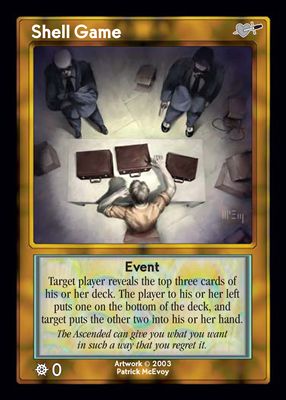 Shell Game
McEvoy
Event
Target player reveals the top three cards of
his or her deck. The player to his or her left
puts one on the bottom of the deck, and
target puts the other two into his or her hand.
The Ascended can give you what you want
in such a way that you regret it.
0
Artwork © 2003
Patrick McEvoy